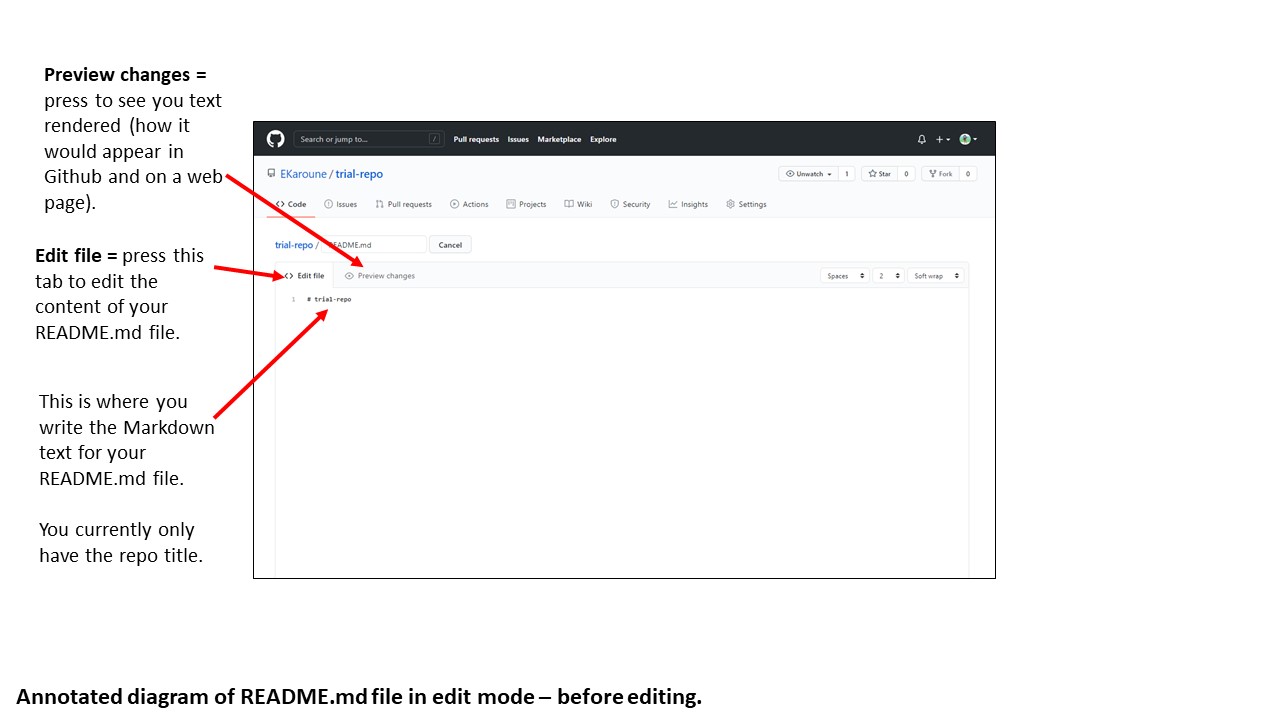 Preview changes =
press to see you text
rendered (how it
would appear in
Github and on a web
page).
Edit file = press this
tab to edit the
content of your
README.md file.
This is where you
write the Markdown
text for your
README.md file.
You currently only
have the repo title.
Search or jump to... / Pull requests Issues Marketplace Explore
EKaroune / trial-repo Unwatch 1 Star 0 Fork 0
Code Issues Pull requests Actions Projects Wiki Security Insights Settings
trial-repo / README.md Cancel
Edit file Preview changes Spaces 2 Soft wrap
1 # trial-repo
Annotated diagram of README.md file in edit mode – before editing.